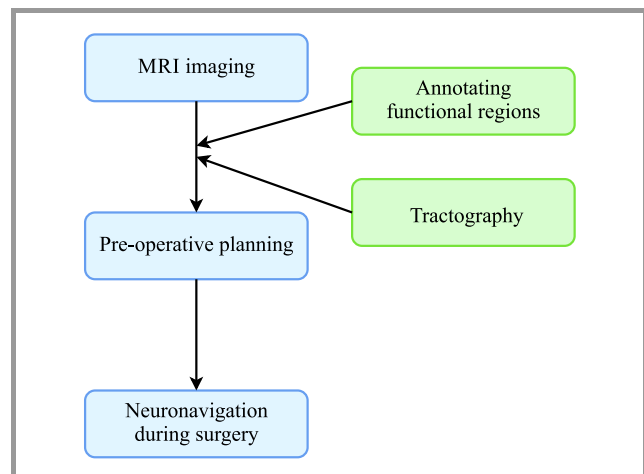 MRI imaging
Annotating
functional regions
Tractography
Pre-operative planning
Neuronavigation
during surgery